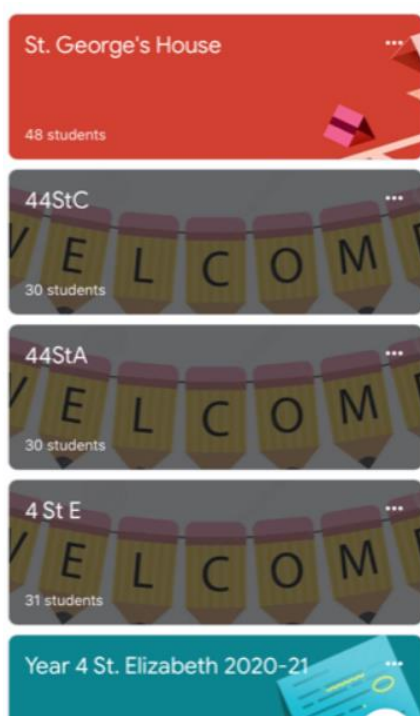 St. George's House
48 students
44StC
VELCOM
30 students
44StA
VELCOM
30 students
4 St E
VELCOM
31 students
Year 4 St. Elizabeth 2020-21